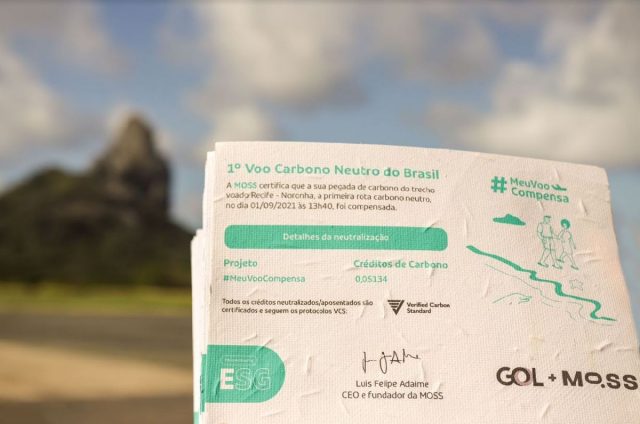 1º Voo Carbono Neutro do Brasil
A MOSS certifica que a sua pegada de carbono do trecho
voado Recife - Noronha, a primeira rota carbono neutro,
no dia 01/09/2021 às 13h40, foi compensada.
#MeuVoo
Compensa
Detalhes da neutralização
Projeto
Créditos de Carbono
#MeuVooCompensa
0,05134
Todos os créditos neutralizados/aposentados são
certificados e seguem os protocolos VCS:
Verified Carbon
Standard
ESG
Luis Felipe Adaime
CEO e fundador da MOSS
GOL + MOSS